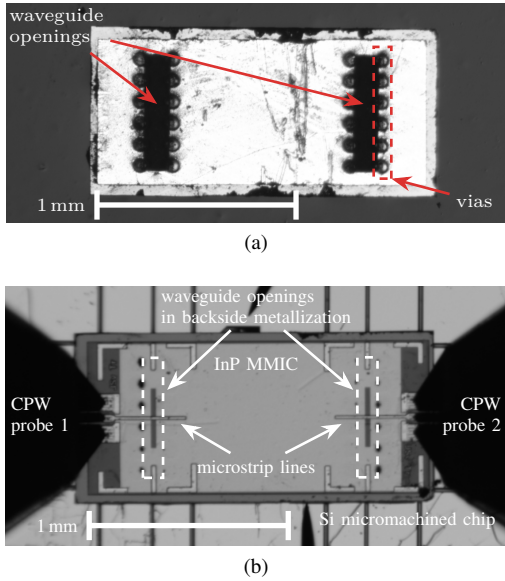 waveguide
openings
1 mm
vias
(a)
waveguide openings
in backside metallization
InP MMIC
CPW
probe 1
CPW
probe 2
microstrip lines
1 mm
Si micromachined chip
(b)